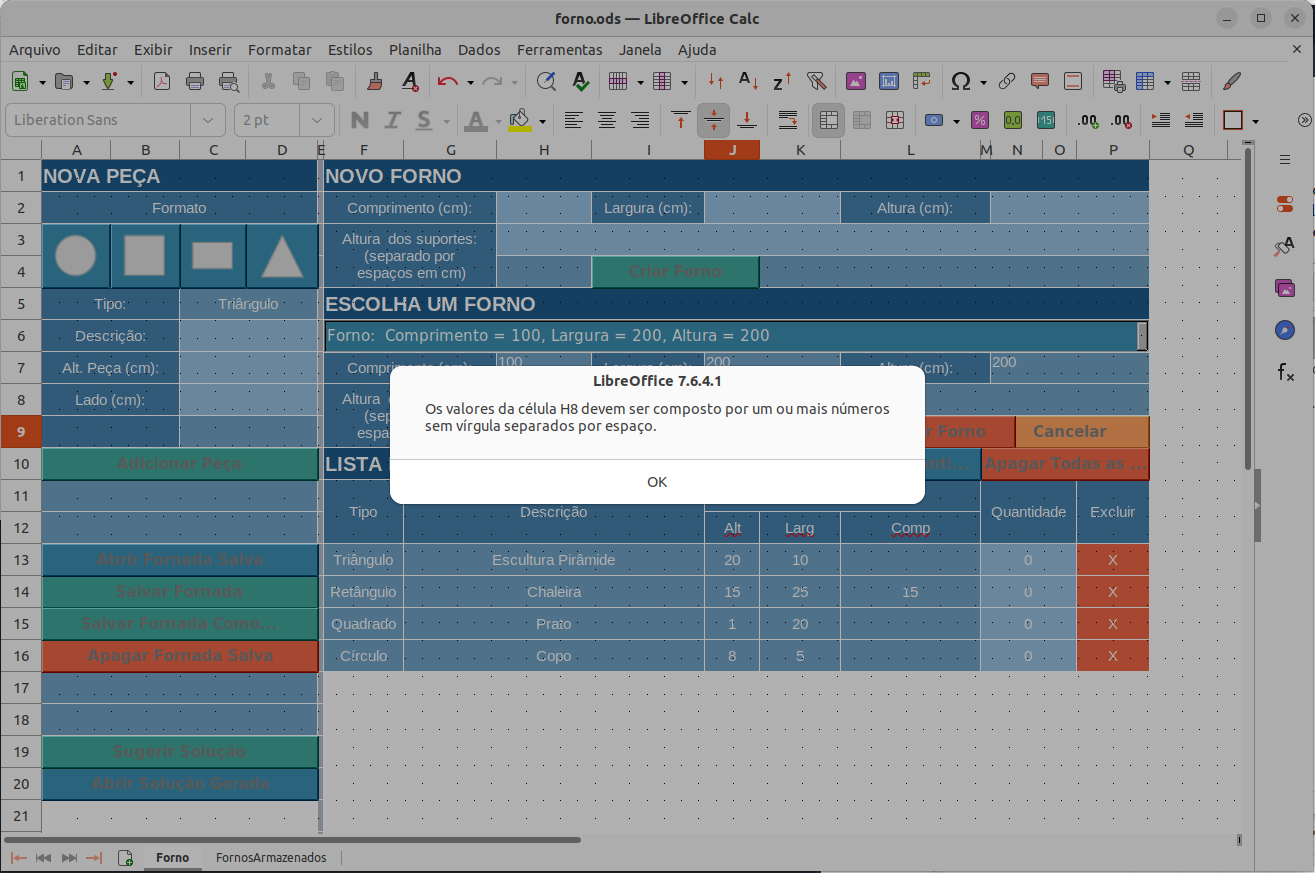 forno.ods — LibreOffice Calc
Arquivo Editar Exibir Inserir Formatar Estilos Planilha Dados Ferramentas Janela Ajuda
Liberation Sans 2 pt
A B C D E F G H I J K L M N O P Q
1 NOVA PEÇA NOVO FORNO
2 Formato Comprimento (cm): Largura (cm): Altura (cm):
3 Altura dos suportes:
(separado por
4 espaços em cm) Criar Forno
5 Tipo: Triângulo ESCOLHA UM FORNO
6 Descrição: Forno: Comprimento = 100, Largura = 200, Altura = 200
7 Alt. Peça (cm): 100 200 (cm): 200
LibreOffice 7.6.4.1
Os valores da célula H8 devem ser composto por um ou mais números
sem vírgula separados por espaço.
OK
8 Lado (cm): Altura
9 Forno Cancelar
10 Adicionar Peça LISTA Apagar Todas as ...
11 Tipo Descrição Quantidade Excluir
12 Alt Larg Comp
13 Abrir Fornada Salva Triângulo Escultura Pirâmide 20 10 0 X
14 Salvar Fornada Retângulo Chaleira 15 25 15 0 X
15 Salvar Fornada Como... Quadrado Prato 1 20 0 X
16 Apagar Fornada Salva Círculo Copo 8 5 0 X
17
18
19 Sugerir Solução
20 Abrir Solução Gerada
21
Forno FornosArmazenados